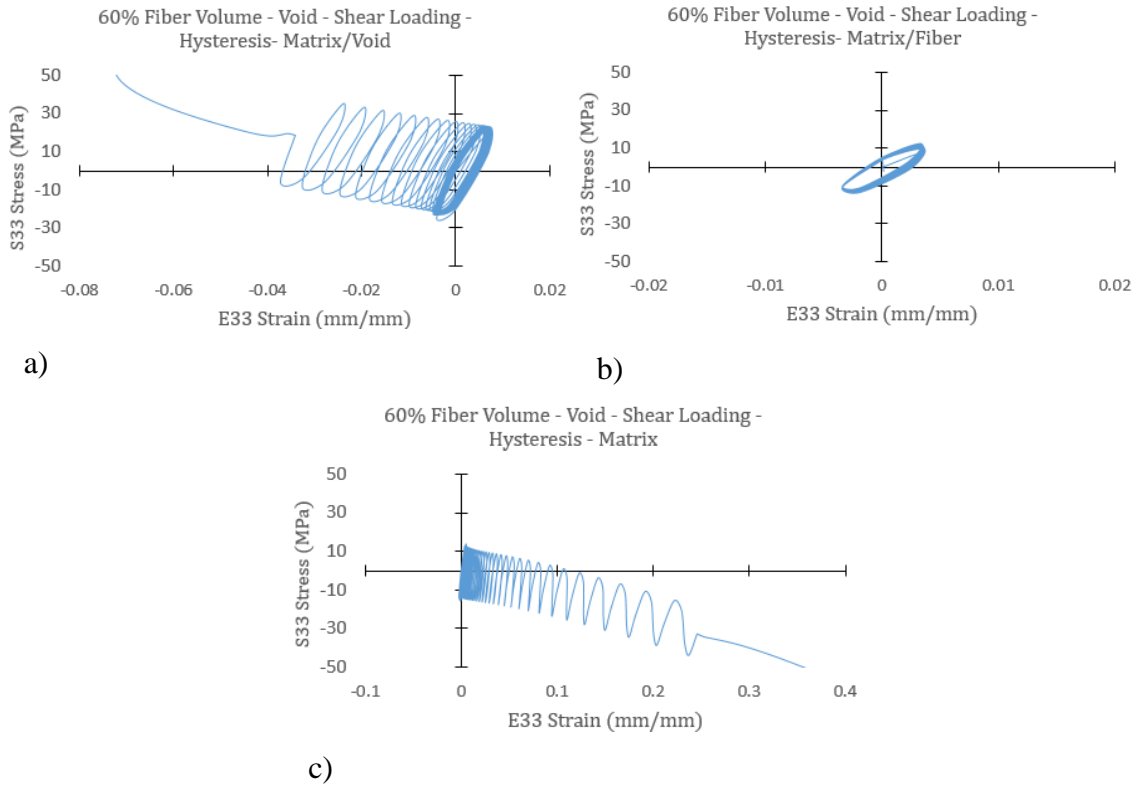 60% Fiber Volume - Void - Shear Loading -
Hysteresis- Matrix/Void
50
30
10
-10
-30
-50
S33 Stress (MPa)
-0.08 -0.06 -0.04 -0.02 0 0.02
E33 Strain (mm/mm)
a)
60% Fiber Volume - Void - Shear Loading -
Hysteresis- Matrix/Fiber
50
30
10
-10
-30
-50
S33 Stress (MPa)
-0.02 -0.01 0 0.01 0.02
E33 Strain (mm/mm)
b)
60% Fiber Volume - Void - Shear Loading -
Hysteresis - Matrix
50
30
10
-10
-30
-50
S33 Stress (MPa)
-0.1 0 0.1 0.2 0.3 0.4
E33 Strain (mm/mm)
c)